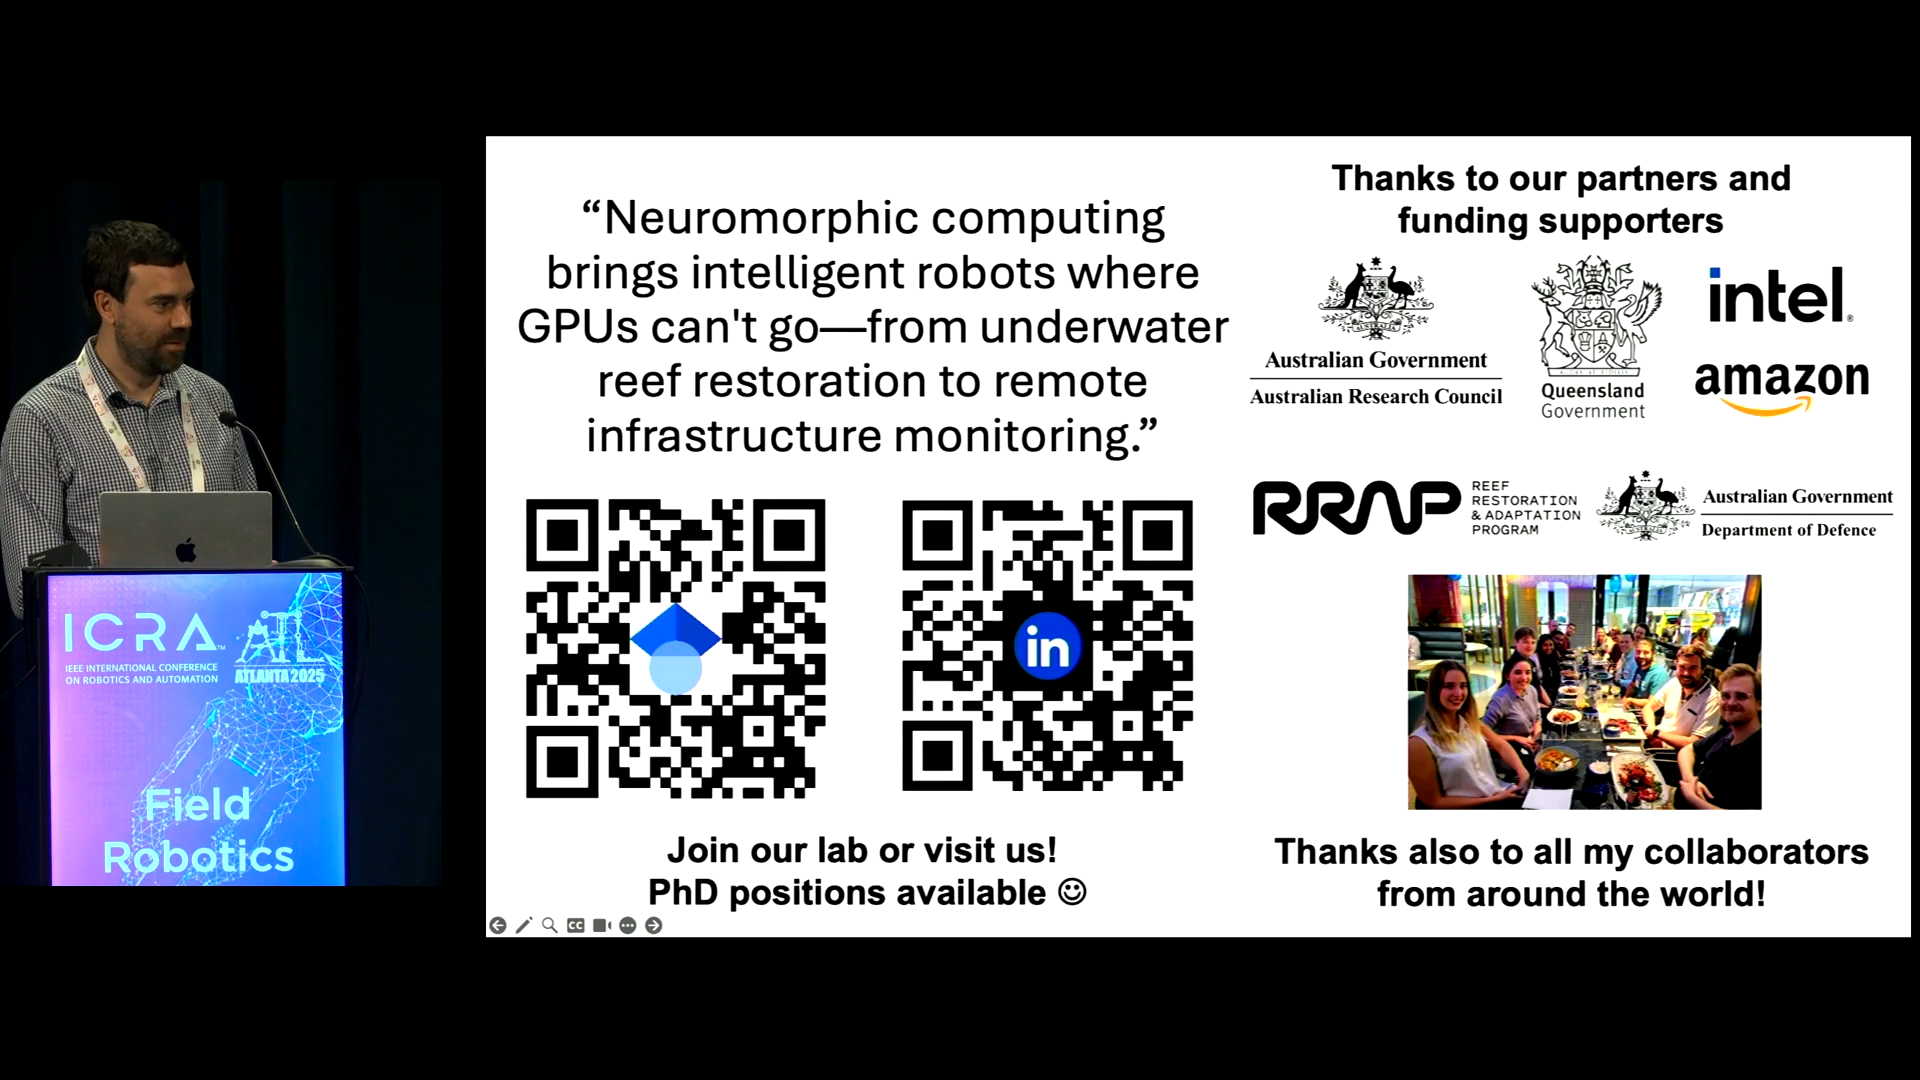 “Neuromorphic computing
brings intelligent robots where
GPUs can't go—from underwater
reef restoration to remote
infrastructure monitoring.”
in
Join our lab or visit us!
PhD positions available ☺
CC
Thanks to our partners and
funding supporters
Australian Government
Australian Research Council
Queensland
Government
intel®
amazon
RRAP
REEF
RESTORATION
& ADAPTATION
PROGRAM
Australian Government
Department of Defence
Thanks also to all my collaborators
from around the world!
ICRA™
IEEE INTERNATIONAL CONFERENCE
ON ROBOTICS AND AUTOMATION
ATL
ATLANTA 2025
Field
Robotics